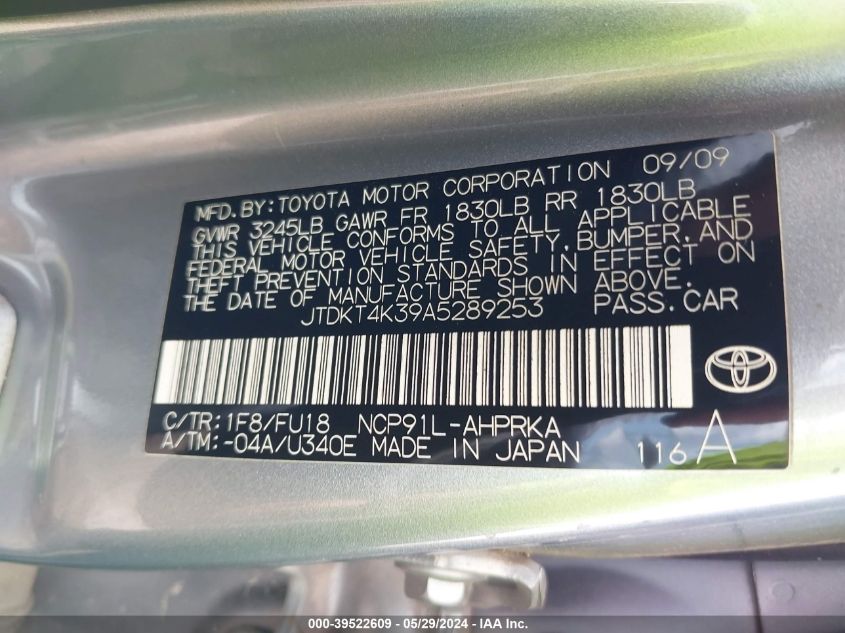 MFD.BY:TOYOTA MOTOR CORPORATION 09/09
GVWR 3245LB GAWR FR 1830LB RR 1830LB
THIS VEHICLE CONFORMS TO ALL APPLICABLE
FEDERAL MOTOR VEHICLE SAFETY,BUMPER,AND
THEFT PREVENTION STANDARDS IN EFFECT ON
THE DATE OF MANUFACTURE SHOWN ABOVE.
JTDKT4K39A5289253 PASS.CAR
C/TR:1F8/FU18 NCP91L-AHPRKA
A/TM:-04A/U340E MADE IN JAPAN 116A
000-39522609 - 05/29/2024 - IAA, Inc.